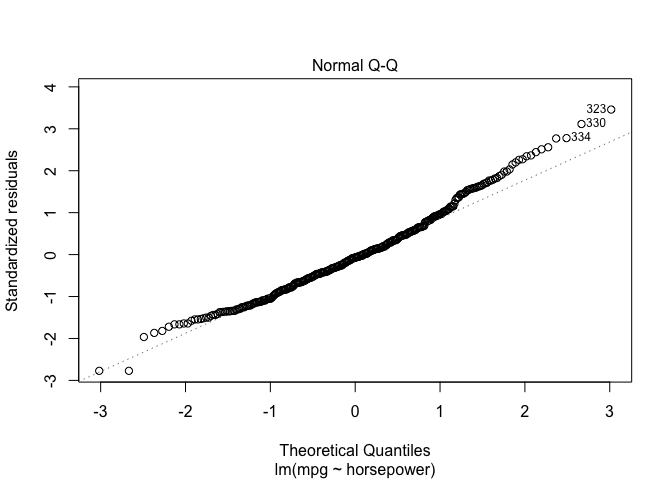 Normal Q-Q
4
3
2
1
0
-1
-2
-3
Standardized residuals
323
330
334
-3 -2 -1 0 1 2 3
Theoretical Quantiles
lm(mpg ~ horsepower)